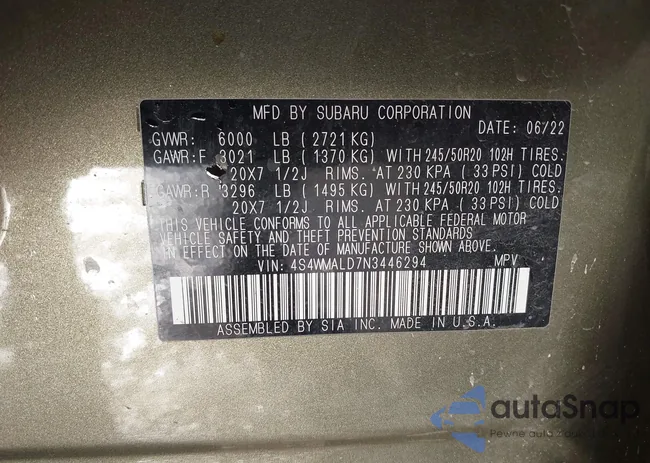 MFD BY SUBARU CORPORATION
DATE: 06/22
GVWR: 6000 LB (2721 KG)
GAWR:F 3021 LB (1370 KG) WITH 245/50R20 102H TIRES.
20X7 1/2J RIMS. AT 230 KPA (33 PSI) COLD
GAWR:R 3296 LB (1495 KG) WITH 245/50R20 102H TIRES.
20X7 1/2J RIMS. AT 230 KPA (33 PSI) COLD
THIS VEHICLE CONFORMS TO ALL APPLICABLE FEDERAL MOTOR
VEHICLE SAFETY AND THEFT PREVENTION STANDARDS
IN EFFECT ON THE DATE OF MANUFACTURE SHOWN ABOVE.
VIN: 4S4WMALD7N3446294 MPV
ASSEMBLED BY SIA INC. MADE IN U.S.A.
autaSnap
Pewne auto